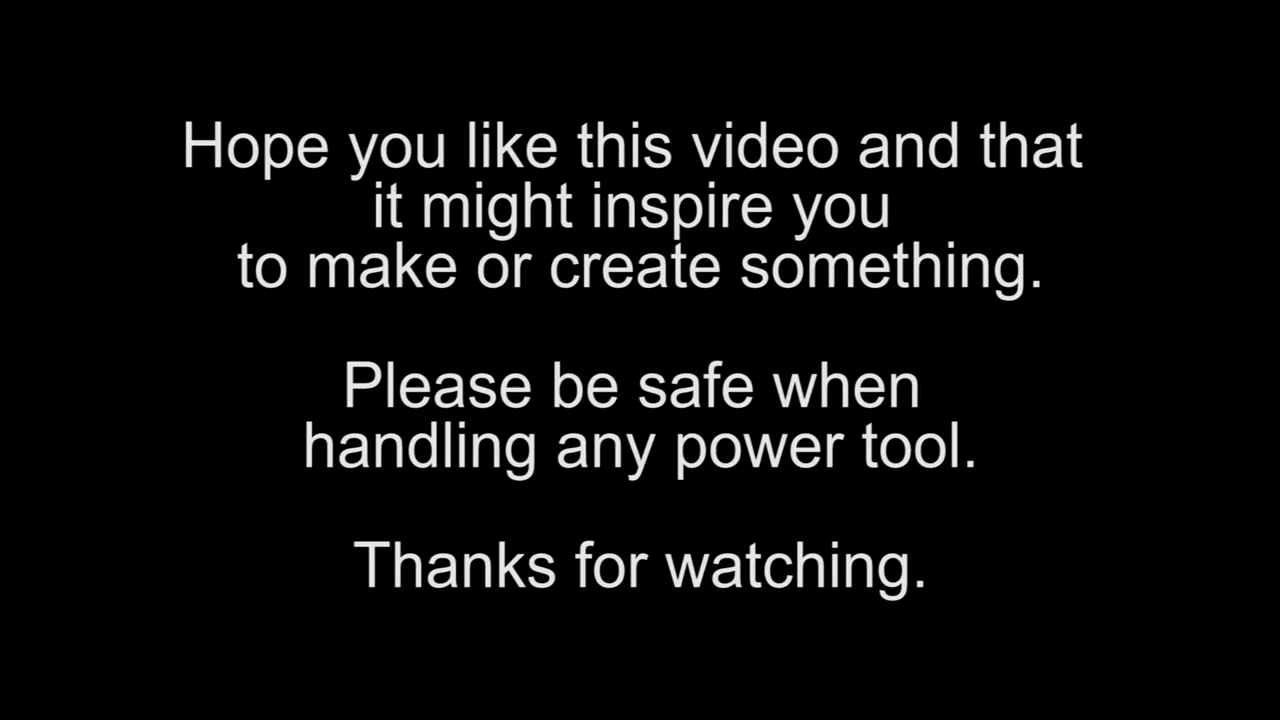 Hope you like this video and that
it might inspire you
to make or create something.
Please be safe when
handling any power tool.
Thanks for watching.